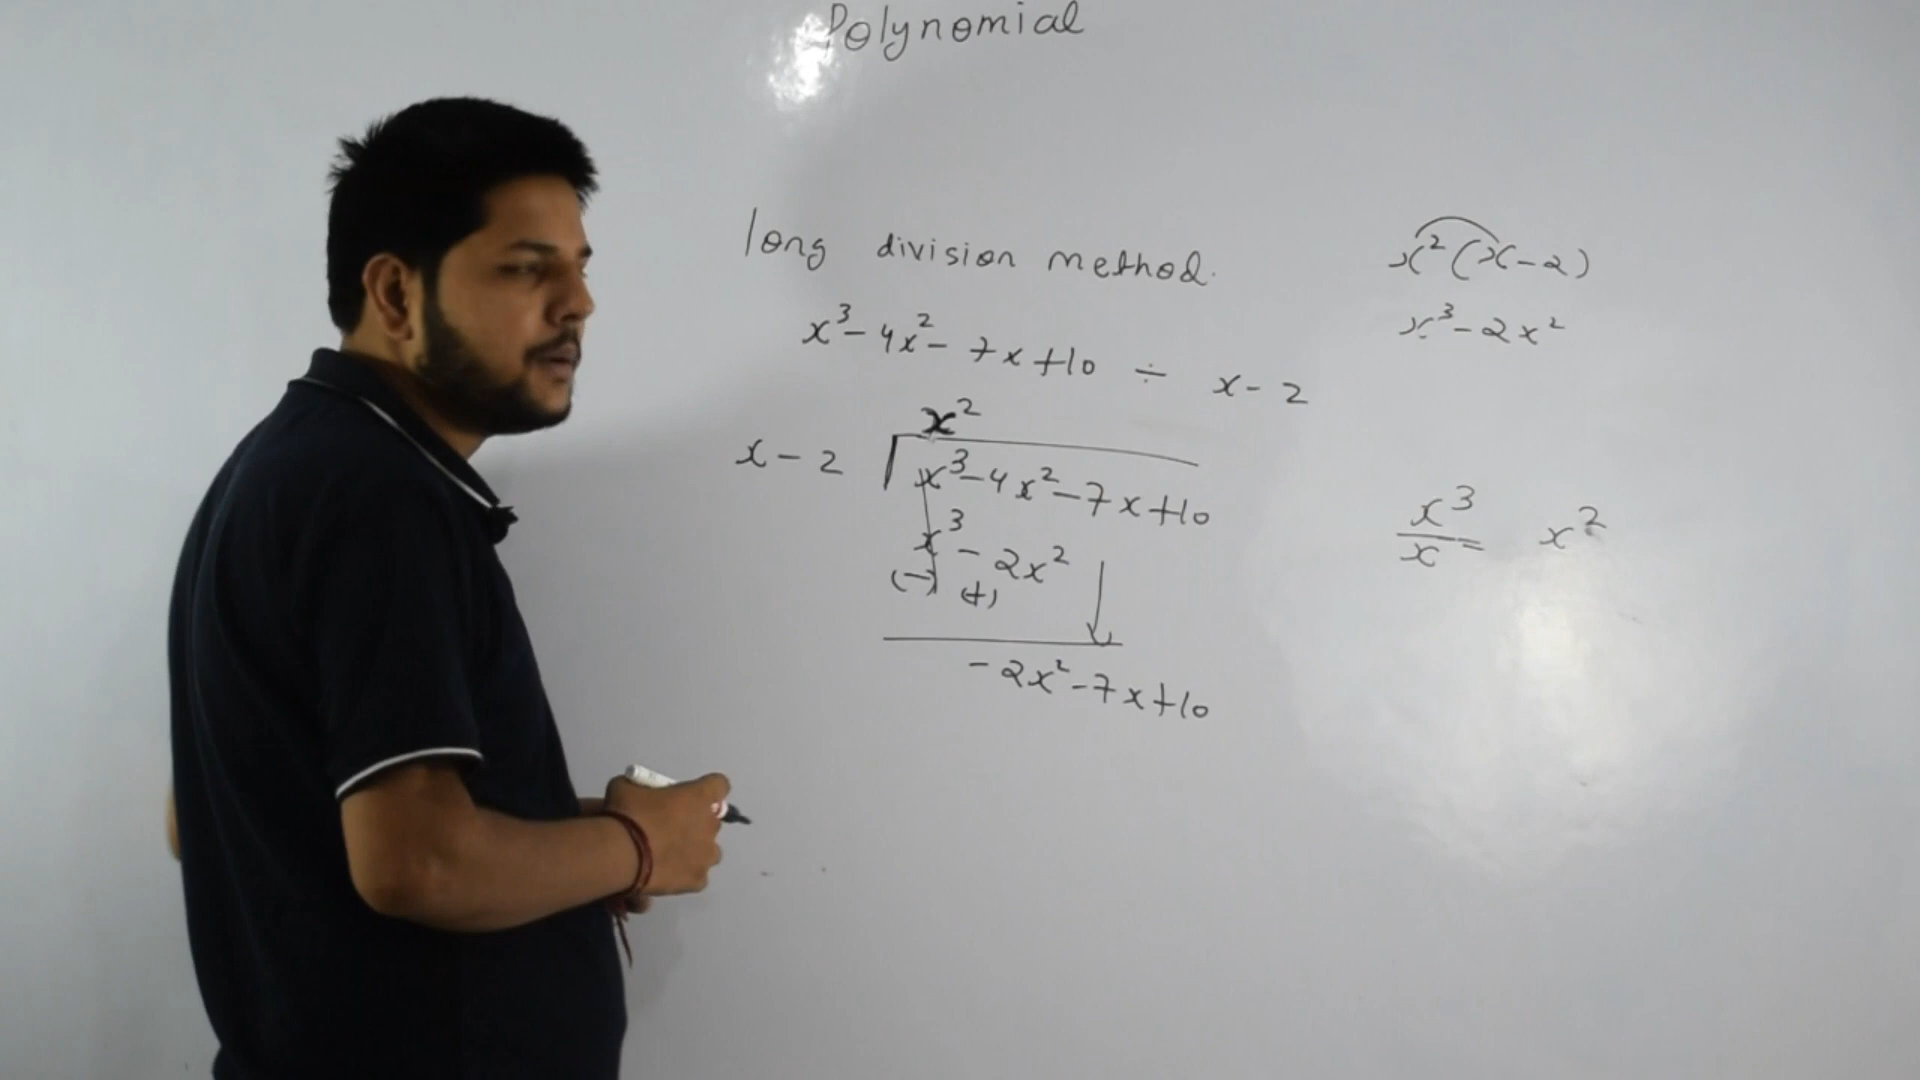 Polynomial
long division method.
x³ - 4x² - 7x + 10 ÷ x - 2
x²
x - 2 x³ - 4x² - 7x + 10
x³ - 2x²
(-) (+)
- 2x² - 7x + 10
x² (x - 2)
x³ - 2x²
x³
x = x²